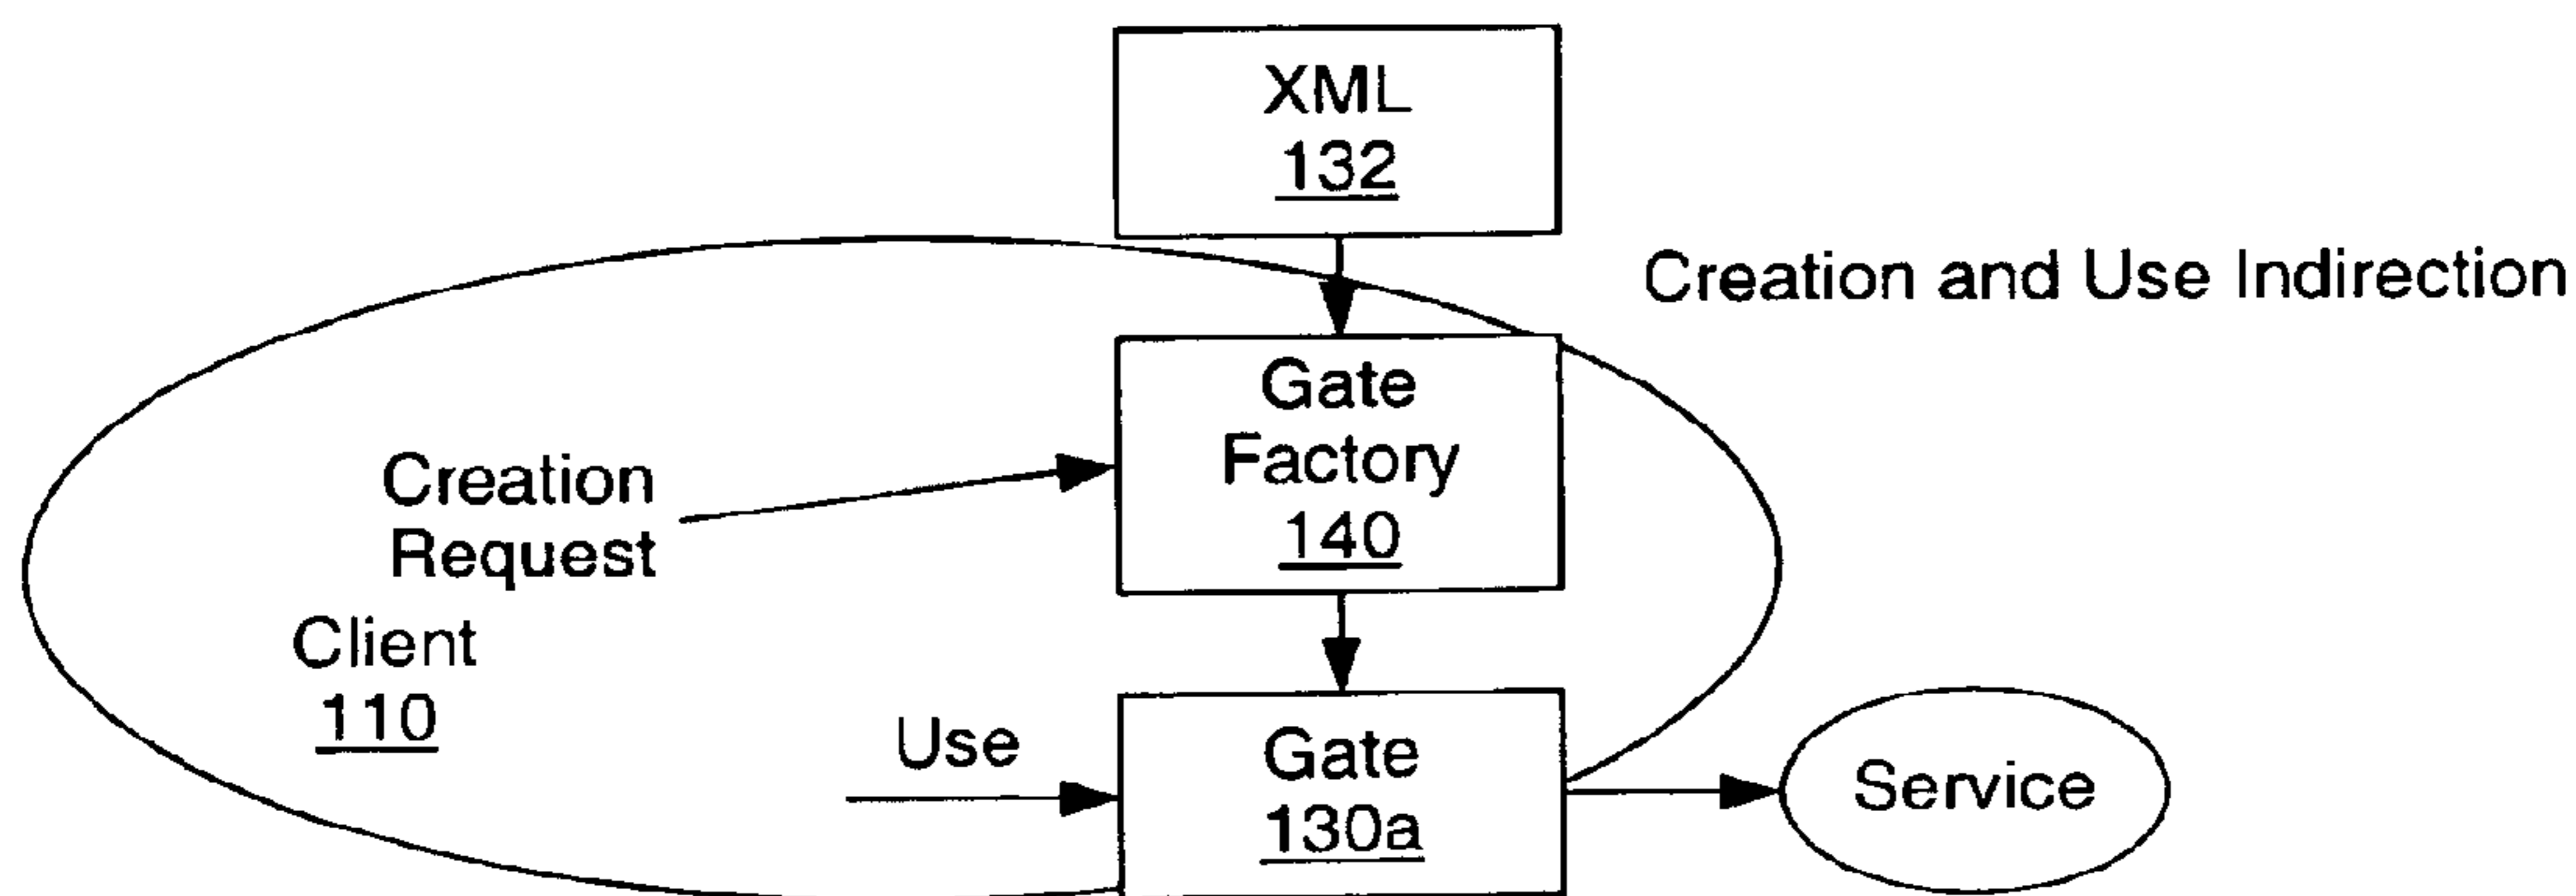 XML
132
Creation and Use Indirection
Gate
Factory
140
Creation
Request
Client
110
Use
Gate
130a
Service